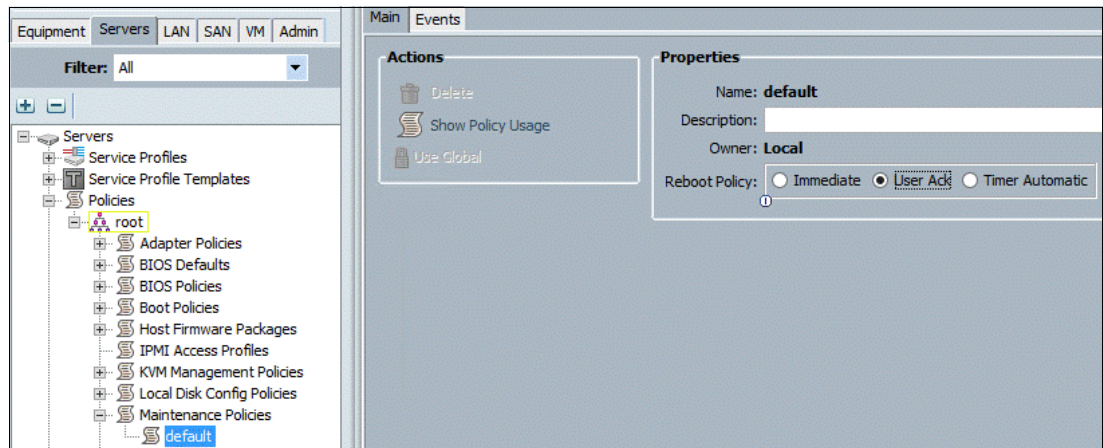 Equipment Servers LAN SAN VM Admin
Filter: All
Servers
Service Profiles
Service Profile Templates
Policies
root
Adapter Policies
BIOS Defaults
BIOS Policies
Boot Policies
Host Firmware Packages
IPMI Access Profiles
KVM Management Policies
Local Disk Config Policies
Maintenance Policies
default
Main Events
Actions
Delete
Show Policy Usage
Use Global
Properties
Name: default
Description:
Owner: Local
Reboot Policy: Immediate User Ack Timer Automatic